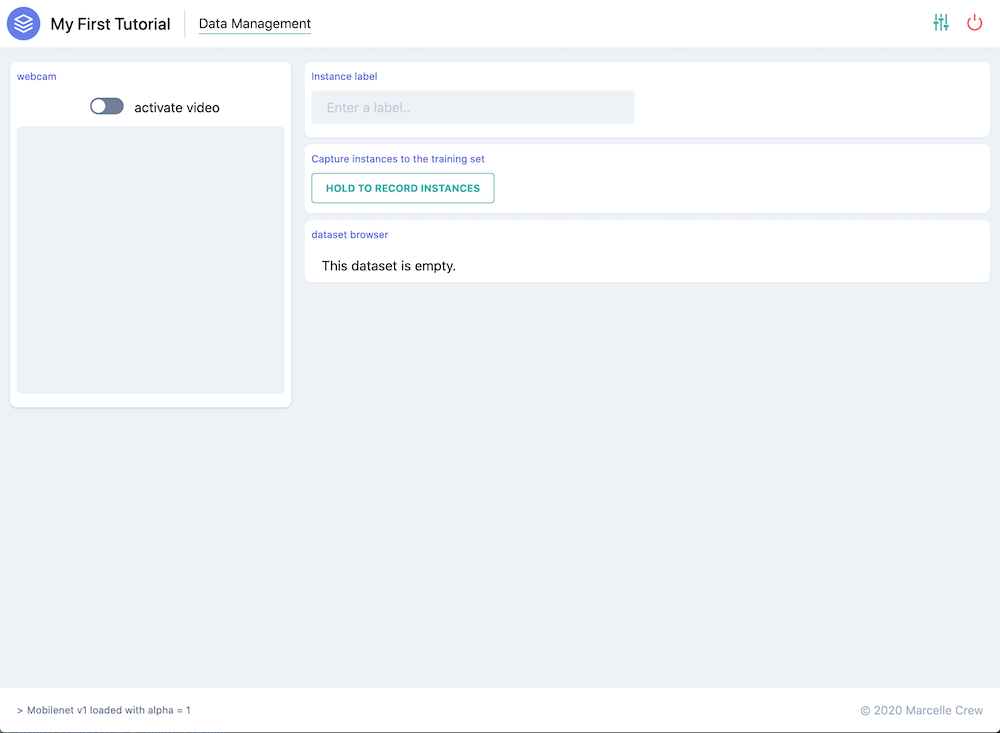 My First Tutorial
Data Management
webcam
activate video
Instance label
Enter a label..
Capture instances to the training set
HOLD TO RECORD INSTANCES
dataset browser
This dataset is empty.
> Mobilenet v1 loaded with alpha = 1
© 2020 Marcelle Crew